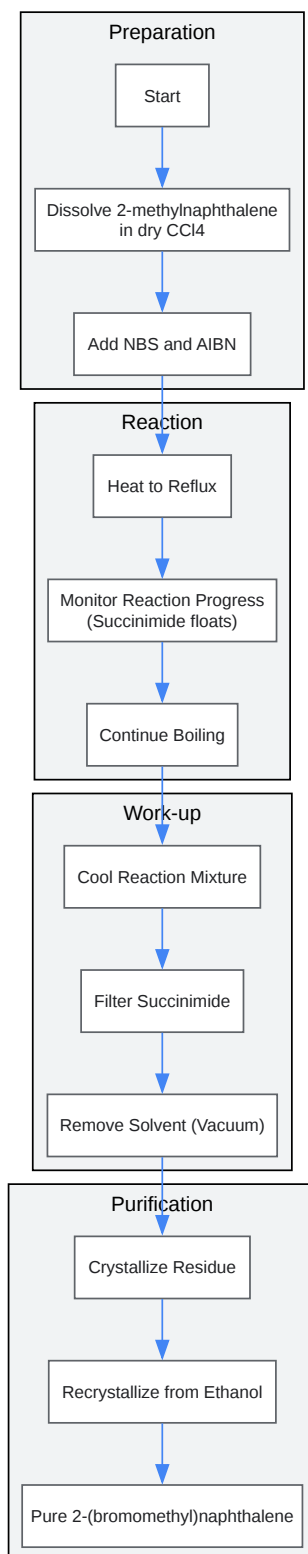 Preparation
Start
Dissolve 2-methylnaphthalene
in dry CCl4
Add NBS and AIBN
Reaction
Heat to Reflux
Monitor Reaction Progress
(Succinimide floats)
Continue Boiling
Work-up
Cool Reaction Mixture
Filter Succinimide
Remove Solvent (Vacuum)
Purification
Crystallize Residue
Recrystallize from Ethanol
Pure 2-(bromomethyl)naphthalene